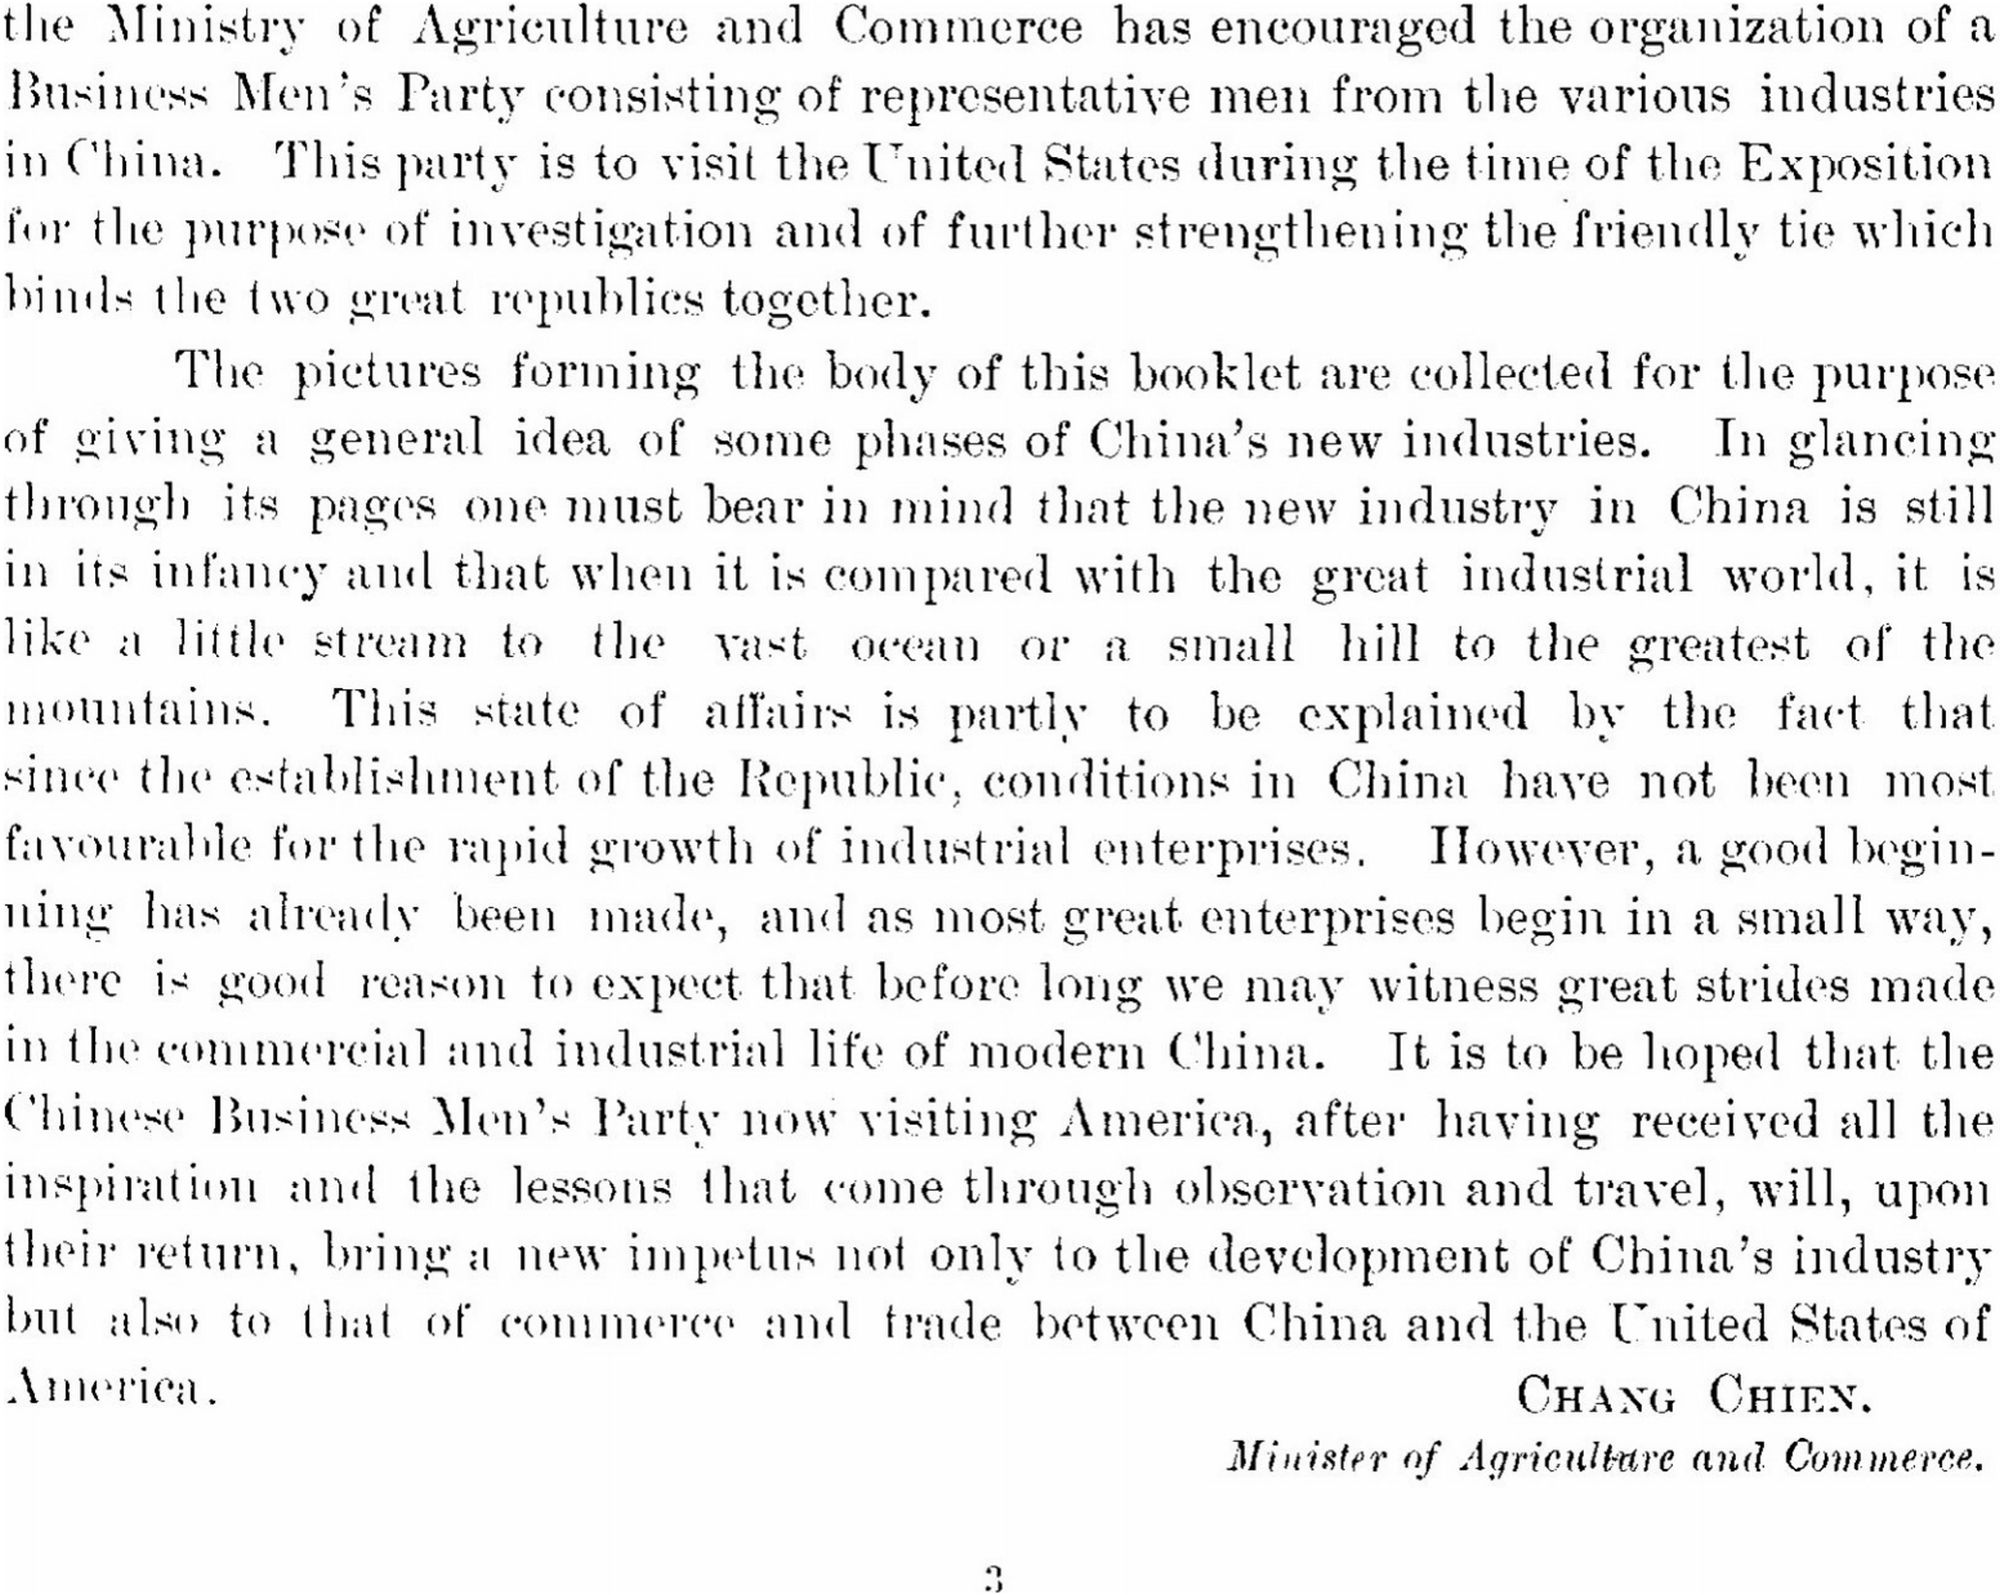 the Ministry of Agriculture and Commerce has encouraged the organization of a
Business Men's Party consisting of representative men from the various industries
in China. This party is to visit the United States during the time of the Exposition
for the purpose of investigation and of further strengthening the friendly tie which
binds the two great republics together.
The pictures forming the body of this booklet are collected for the purpose
of giving a general idea of some phases of China's new industries. In glancing
through its pages one must bear in mind that the new industry in China is still
in its infancy and that when it is compared with the great industrial world, it is
like a little stream to the vast ocean or a small hill to the greatest of the
mountains. This state of affairs is partly to be explained by the fact that
since the establishment of the Republic, conditions in China have not been most
favourable for the rapid growth of industrial enterprises. However, a good begin-
ning has already been made, and as most great enterprises begin in a small way,
there is good reason to expect that before long we may witness great strides made
in the commercial and industrial life of modern China. It is to be hoped that the
Chinese Business Men's Party now visiting America, after having received all the
inspiration and the lessons that come through observation and travel, will, upon
their return, bring a new impetus not only to the development of China's industry
but also to that of commerce and trade between China and the United States of
America. CHANG CHIEN.
Minister of Agriculture and Commerce.
3